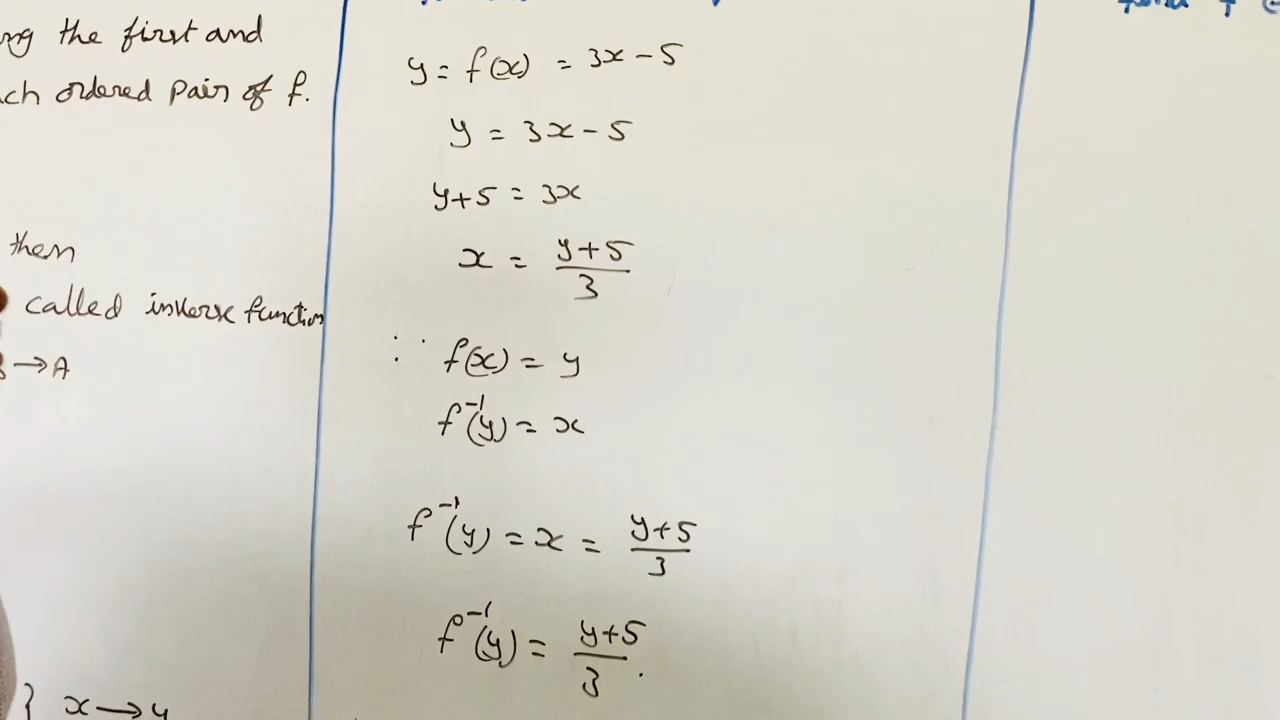 ng the first and
ch ordered pair of f.
then
called inverse function
→A
} x→y
y = f(x) = 3x - 5
y = 3x - 5
y+5 = 3x
x = y+5/3
∵ f(x) = y
f⁻¹(y) = x
f⁻¹(y) = x = y+5/3
f⁻¹(y) = y+5/3.